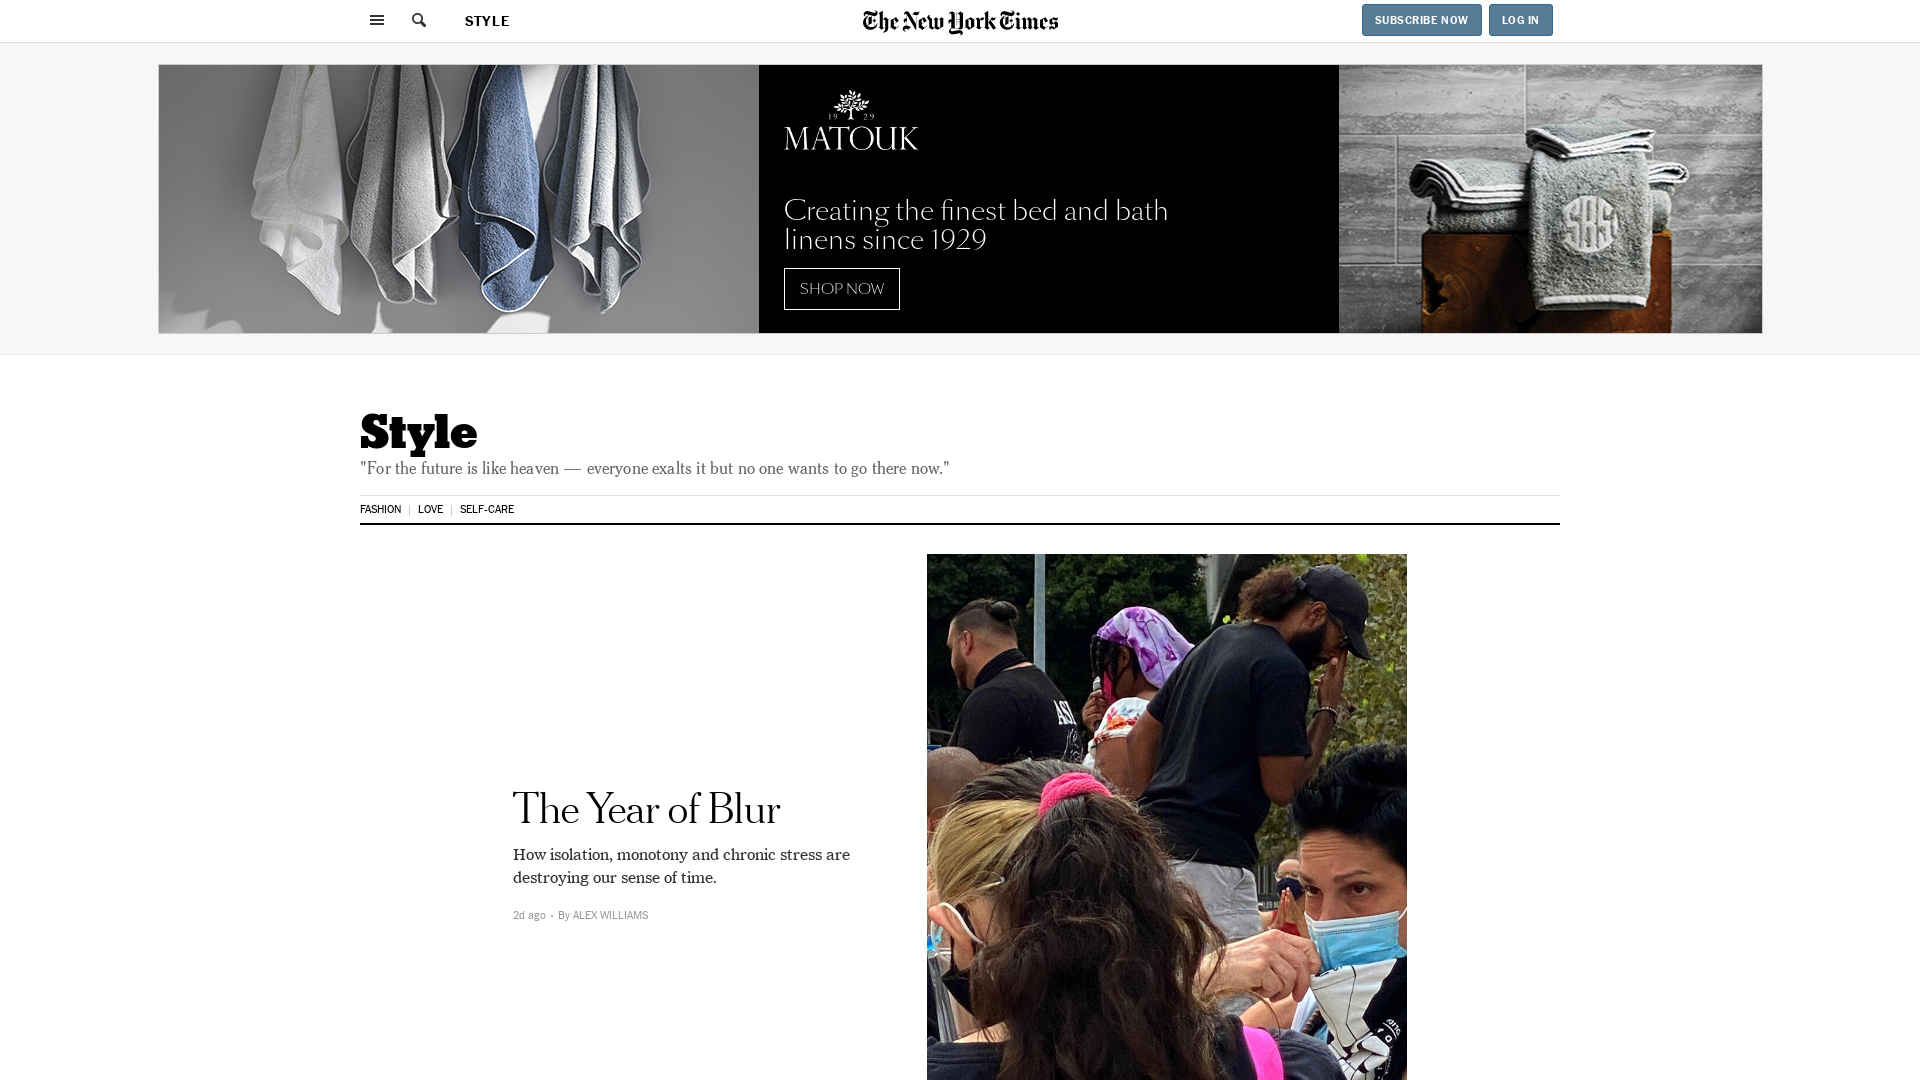 STYLE
The New York Times
SUBSCRIBE NOW
LOG IN
19 29
MATOUK
Creating the finest bed and bath
linens since 1929
SHOP NOW
SBS
Style
"For the future is like heaven — everyone exalts it but no one wants to go there now."
FASHION | LOVE | SELF-CARE
The Year of Blur
How isolation, monotony and chronic stress are
destroying our sense of time.
2d ago • By ALEX WILLIAMS